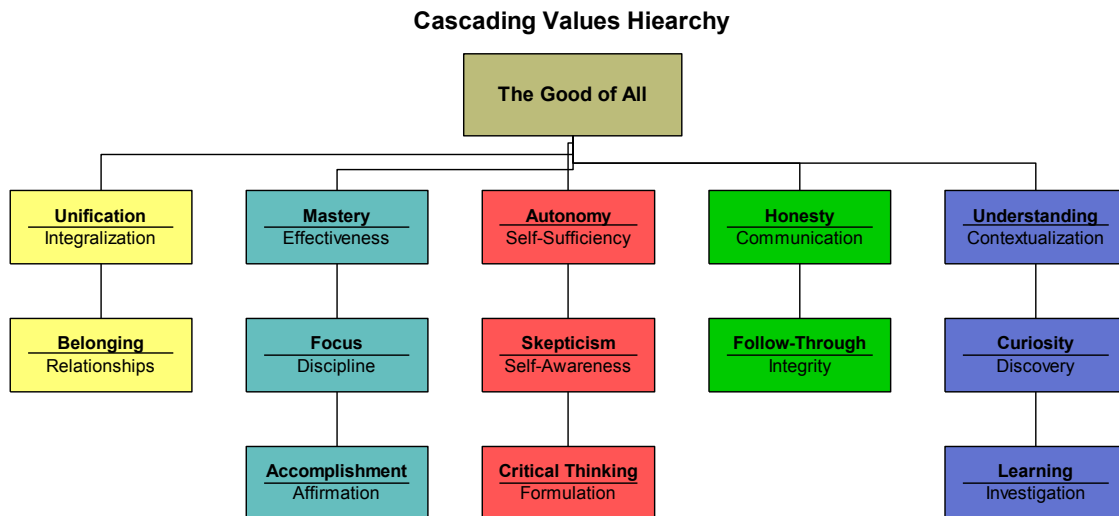 Cascading Values Hiearchy
The Good of All
Unification
Integralization
Mastery
Effectiveness
Autonomy
Self-Sufficiency
Honesty
Communication
Understanding
Contextualization
Belonging
Relationships
Focus
Discipline
Skepticism
Self-Awareness
Follow-Through
Integrity
Curiosity
Discovery
Accomplishment
Affirmation
Critical Thinking
Formulation
Learning
Investigation